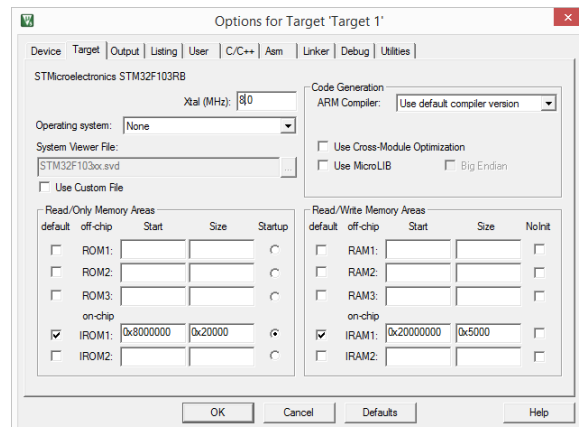 Options for Target 'Target 1'
Device Target Output Listing User C/C++ Asm Linker Debug Utilities
STMicroelectronics STM32F103RB
Xtal (MHz): 8.0
Operating system: None
System Viewer File:
STM32F103xx.svd ...
Use Custom File
Code Generation
ARM Compiler: Use default compiler version
Use Cross-Module Optimization
Use MicroLIB Big Endian
Read/Only Memory Areas
default off-chip Start Size Startup
ROM1:
ROM2:
ROM3:
on-chip
IROM1: 0x8000000 0x20000
IROM2:
Read/Write Memory Areas
default off-chip Start Size NoInit
RAM1:
RAM2:
RAM3:
on-chip
IRAM1: 0x20000000 0x5000
IRAM2:
OK Cancel Defaults Help